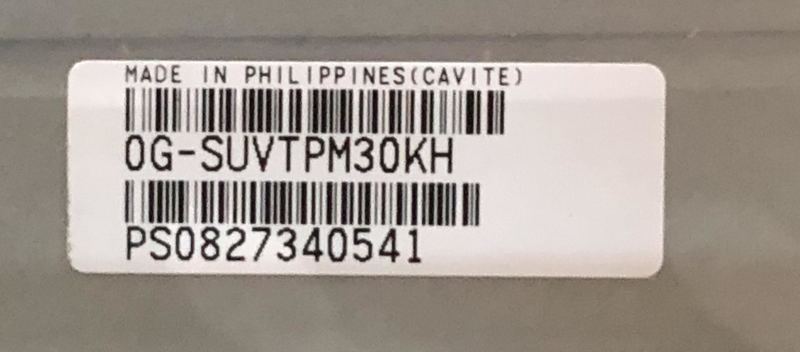 MADE IN PHILIPPINES(CAVITE)
0G-SUVTPM30KH
PS0827340541